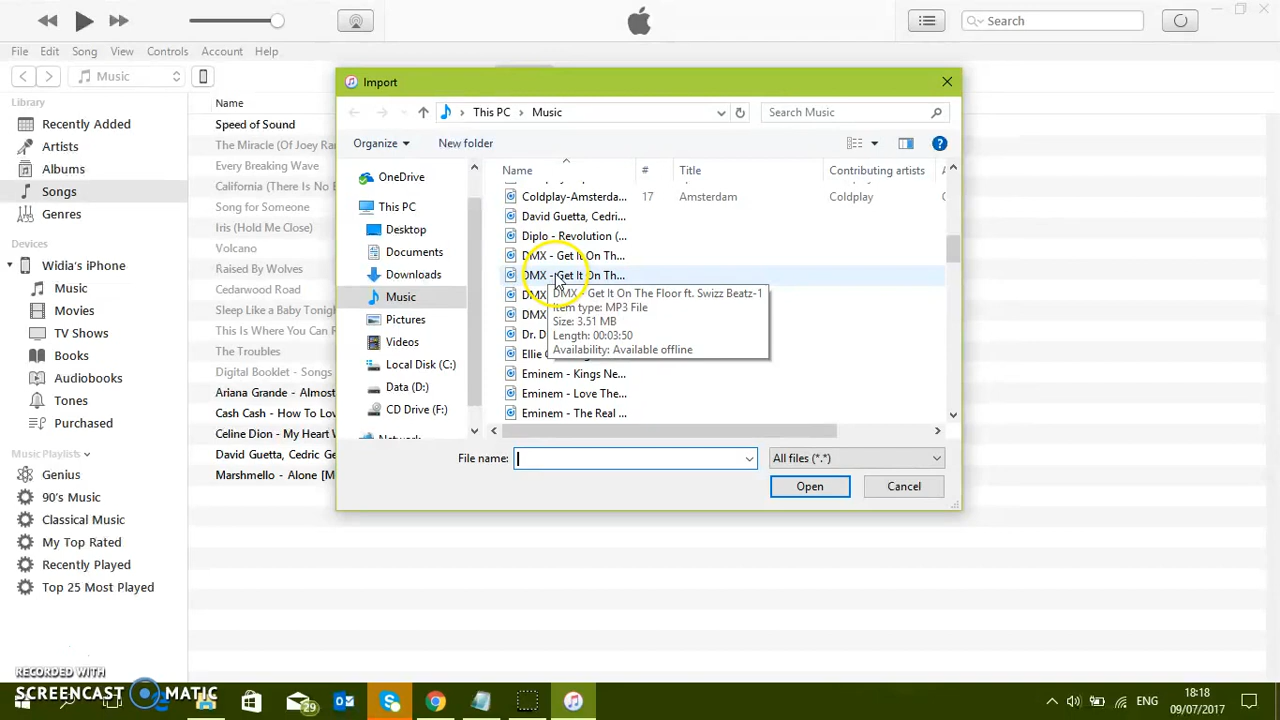 Search
File Edit Song View Controls Account Help
Music
Library
Recently Added
Artists
Albums
Songs
Genres
Devices
Widia's iPhone
Music
Movies
TV Shows
Books
Audiobooks
Tones
Purchased
Music Playlists
Genius
90's Music
Classical Music
My Top Rated
Recently Played
Top 25 Most Played
Name
Speed of Sound
The Miracle (Of Joey Ra
Every Breaking Wave
California (There Is No E
Song for Someone
Iris (Hold Me Close)
Volcano
Raised By Wolves
Cedarwood Road
Sleep Like a Baby Tonigh
This Is Where You Can R
The Troubles
Digital Booklet - Songs
Ariana Grande - Almost
Cash Cash - How To Lov
Celine Dion - My Heart W
David Guetta, Cedric Ge
Marshmello - Alone [M
Import
This PC Music
Search Music
Organize New folder
OneDrive
This PC
Desktop
Documents
Downloads
Music
Pictures
Videos
Local Disk (C:)
Data (D:)
CD Drive (F:)
Network
Name # Title Contributing artists
Coldplay-Amsterda... 17 Amsterdam Coldplay
David Guetta, Cedri...
Diplo - Revolution (...
DMX - Get It On Th...
DMX - Get It On Th...
DMX
DMX
Dr. D
Ellie
Eminem - Kings Ne...
Eminem - Love The...
Eminem - The Real ...
DMX - Get It On The Floor ft. Swizz Beatz-1
Item type: MP3 File
Size: 3.51 MB
Length: 00:03:50
Availability: Available offline
File name:
All files (*.*)
Open Cancel
RECORDED WITH
SCREENCAST MATIC
29
ENG
18:18
09/07/2017